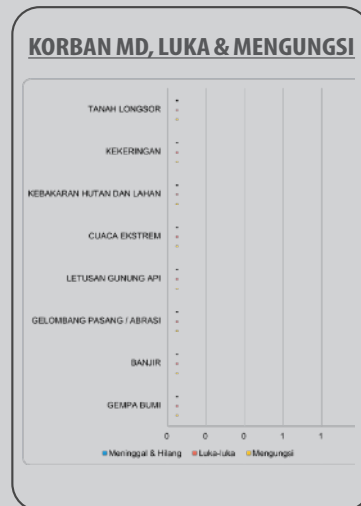 KORBAN MD, LUKA & MENGUNGSI
TANAH LONGSOR
-
-
-
KEKERINGAN
-
-
-
KEBAKARAN HUTAN DAN LAHAN
-
-
-
CUACA EKSTREM
-
-
-
LETUSAN GUNUNG API
-
-
-
GELOMBANG PASANG / ABRASI
-
-
-
BANJIR
-
-
-
GEMPA BUMI
-
-
-
0 0 0 1 1
Meninggal & Hilang Luka-luka Mengungsi